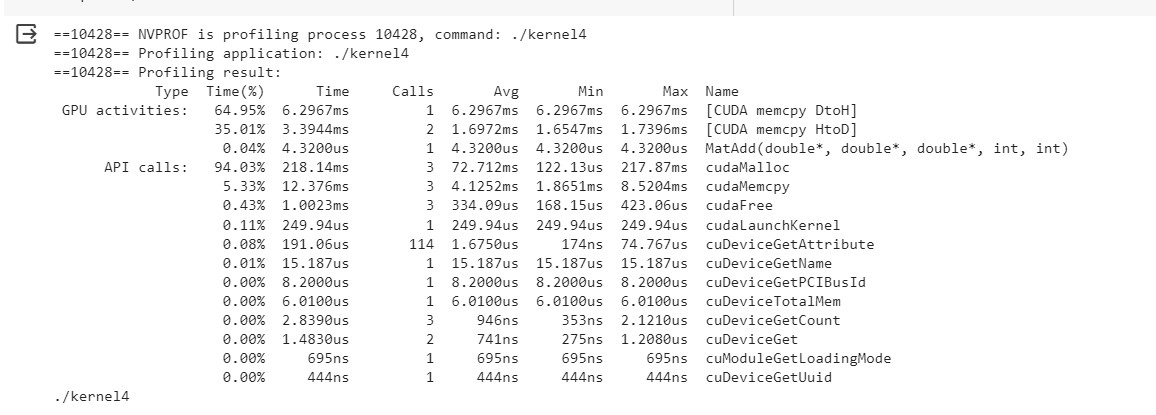 ==10428== NVPROF is profiling process 10428, command: ./kernel4
==10428== Profiling application: ./kernel4
==10428== Profiling result:
            Type  Time(%)      Time     Calls       Avg       Min       Max  Name
 GPU activities:   64.95%  6.2967ms         1  6.2967ms  6.2967ms  6.2967ms  [CUDA memcpy DtoH]
                   35.01%  3.3944ms         2  1.6972ms  1.6547ms  1.7396ms  [CUDA memcpy HtoD]
                    0.04%  4.3200us         1  4.3200us  4.3200us  4.3200us  MatAdd(double*, double*, double*, int, int)
      API calls:   94.03%  218.14ms         3  72.712ms  122.13us  217.87ms  cudaMalloc
                    5.33%  12.376ms         3  4.1252ms  1.8651ms  8.5204ms  cudaMemcpy
                    0.43%  1.0023ms         3  334.09us  168.15us  423.06us  cudaFree
                    0.11%  249.94us         1  249.94us  249.94us  249.94us  cudaLaunchKernel
                    0.08%  191.06us       114  1.6750us     174ns  74.767us  cuDeviceGetAttribute
                    0.01%  15.187us         1  15.187us  15.187us  15.187us  cuDeviceGetName
                    0.00%  8.2000us         1  8.2000us  8.2000us  8.2000us  cuDeviceGetPCIBusId
                    0.00%  6.0100us         1  6.0100us  6.0100us  6.0100us  cuDeviceTotalMem
                    0.00%  2.8390us         3     946ns     353ns  2.1210us  cuDeviceGetCount
                    0.00%  1.4830us         2     741ns     275ns  1.2080us  cuDeviceGet
                    0.00%     695ns         1     695ns     695ns     695ns  cuModuleGetLoadingMode
                    0.00%     444ns         1     444ns     444ns     444ns  cuDeviceGetUuid
./kernel4